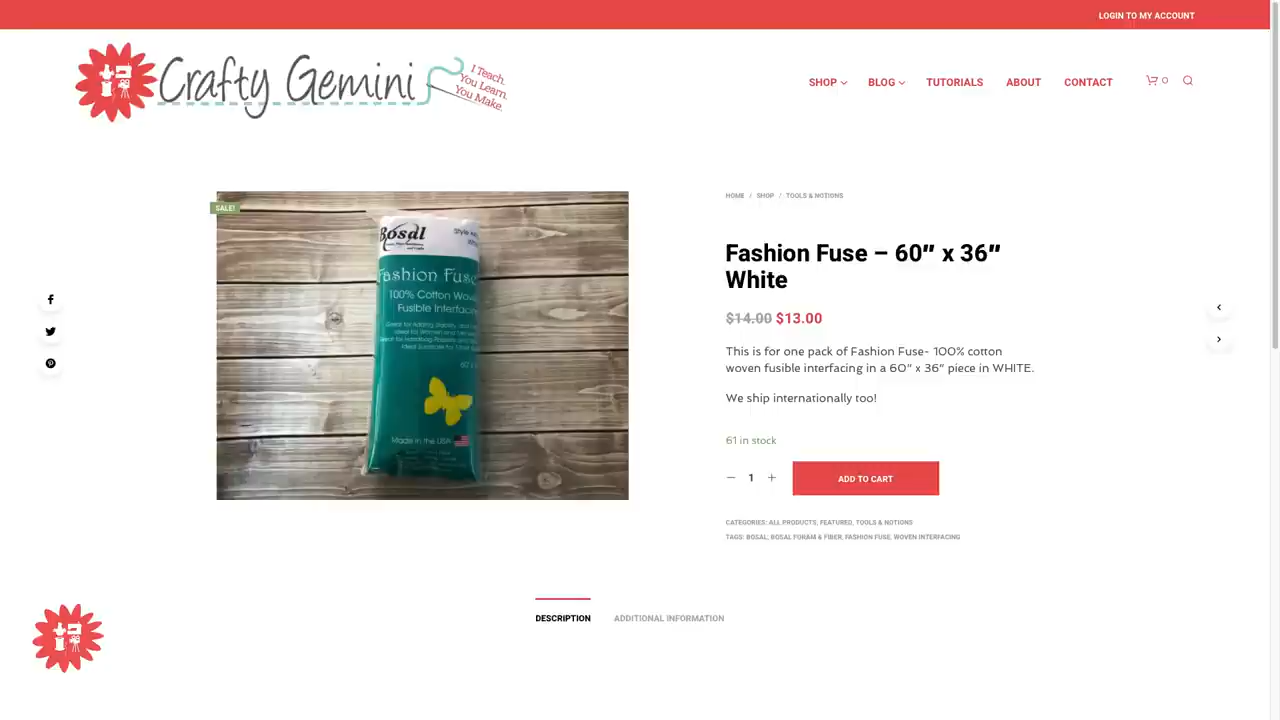 LOGIN TO MY ACCOUNT
Crafty Gemini
I Teach.
You Learn.
You Make.
SHOP
BLOG
TUTORIALS
ABOUT
CONTACT
0
HOME / SHOP / TOOLS & NOTIONS
SALE!
Bosal
Style
Fashion Fuse
100% Cotton
Fusible
Made in the USA
Fashion Fuse – 60″ x 36″
White
$14.00 $13.00
This is for one pack of Fashion Fuse- 100% cotton
woven fusible interfacing in a 60″ x 36″ piece in WHITE.
We ship internationally too!
61 in stock
1
ADD TO CART
CATEGORIES: ALL PRODUCTS, FEATURED, TOOLS & NOTIONS
TAGS: BOSAL, BOSAL FORAM & FIBER, FASHION FUSE, WOVEN INTERFACING
DESCRIPTION
ADDITIONAL INFORMATION